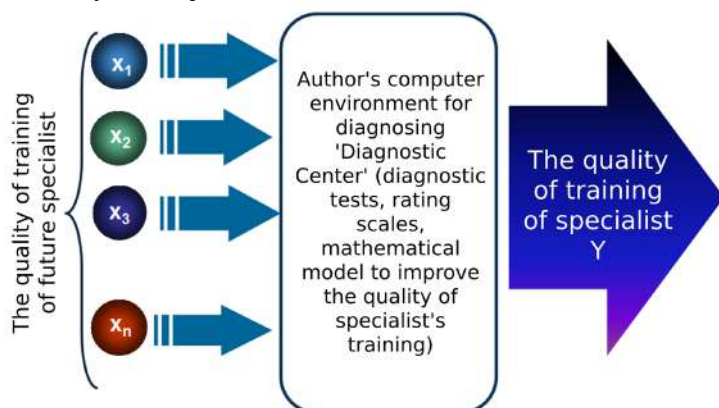 The quality of training
of future specialist
x1
x2
x3
xn
Author's computer
environment for
diagnosing
'Diagnostic
Center' (diagnostic
tests, rating
scales,
mathematical
model to improve
the quality of
specialist's
training)
The quality
of training
of specialist
Y